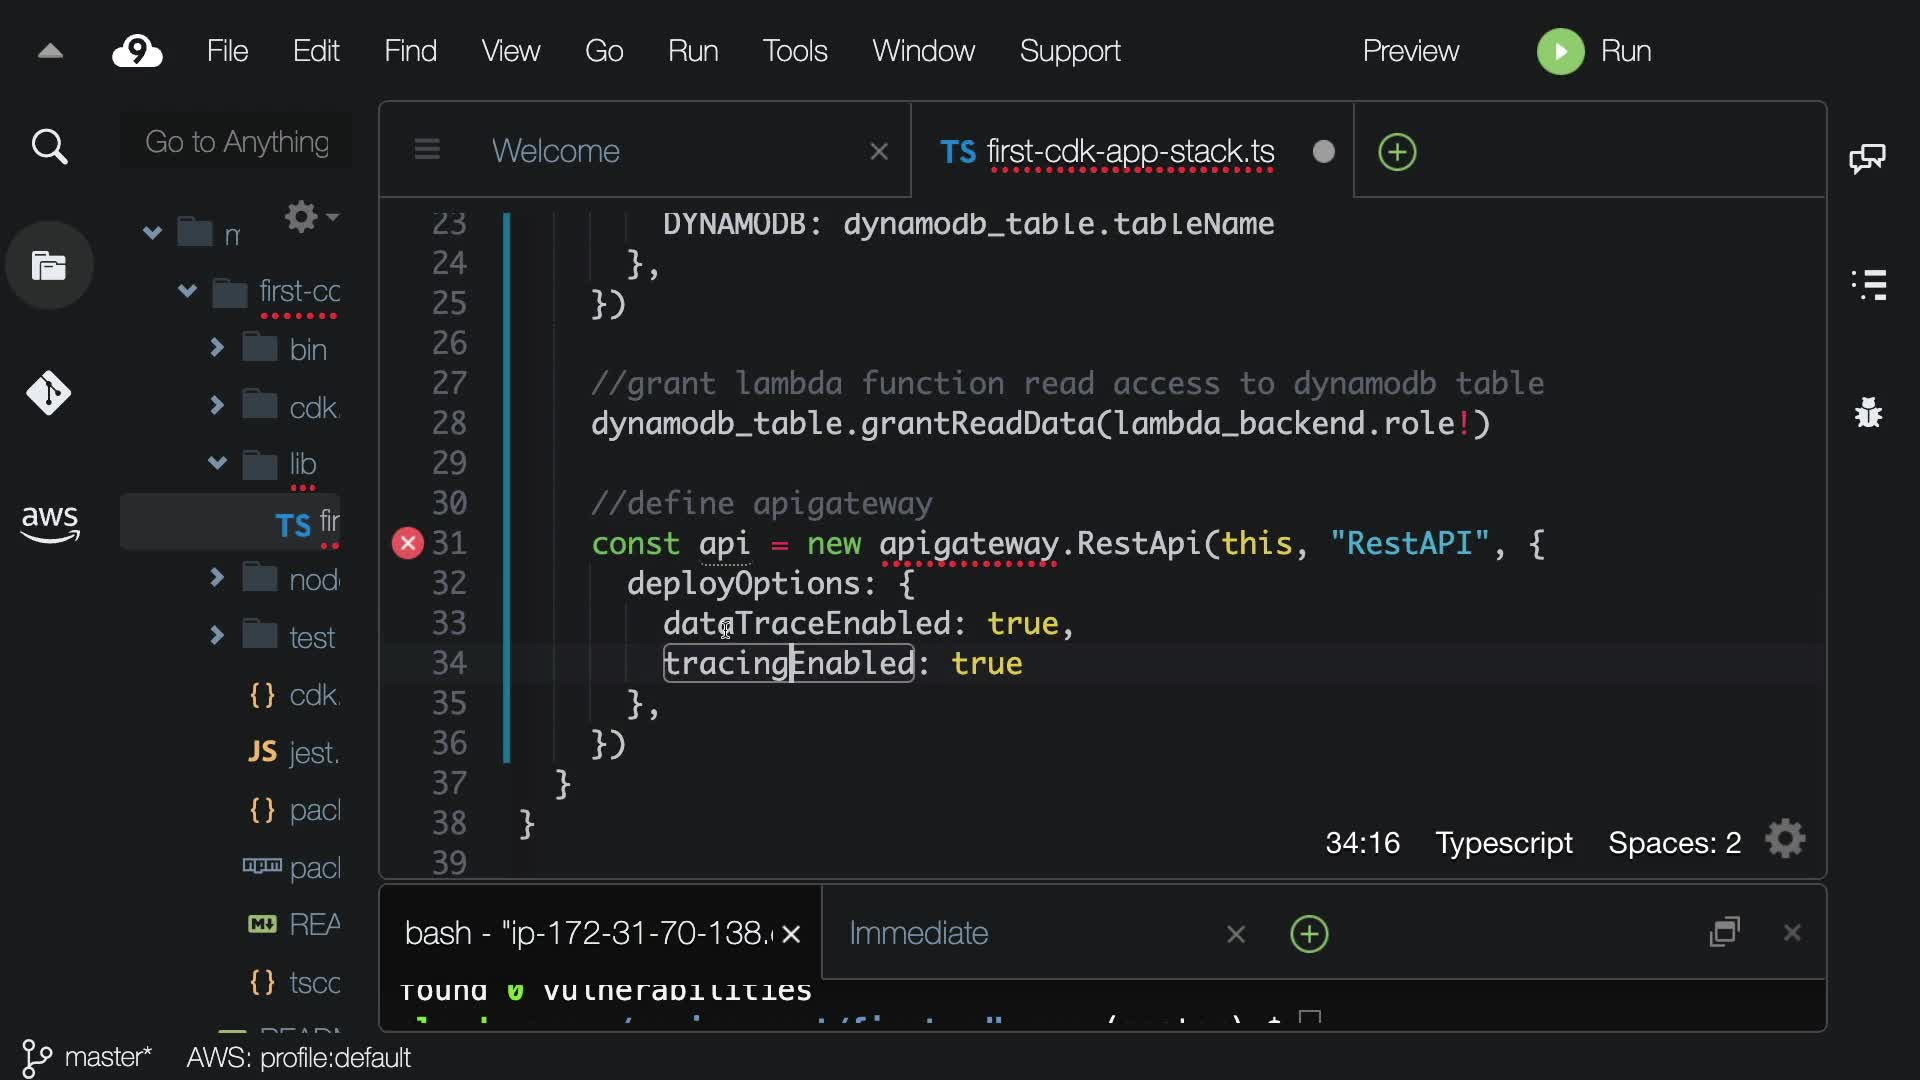 9 File Edit Find View Go Run Tools Window Support Preview Run
Go to Anything
Welcome
TS first-cdk-app-stack.ts
m
first-cc
bin
cdk.
lib
TS fir
node
test
{} cdk.
JS jest.
{} pack
pack
M↓ REA
{} tscc
aws
23 DYNAMODB: dynamodb_table.tableName
24 },
25 })
26
27 //grant lambda function read access to dynamodb table
28 dynamodb_table.grantReadData(lambda_backend.role!)
29
30 //define apigateway
31 const api = new apigateway.RestApi(this, "RestAPI", {
32 deployOptions: {
33 dataTraceEnabled: true,
34 tracingEnabled: true
35 },
36 })
37 }
38 }
39
34:16 Typescript Spaces: 2
bash - "ip-172-31-70-138.
Immediate
found 0 vulnerabilities
master* AWS: profile:default